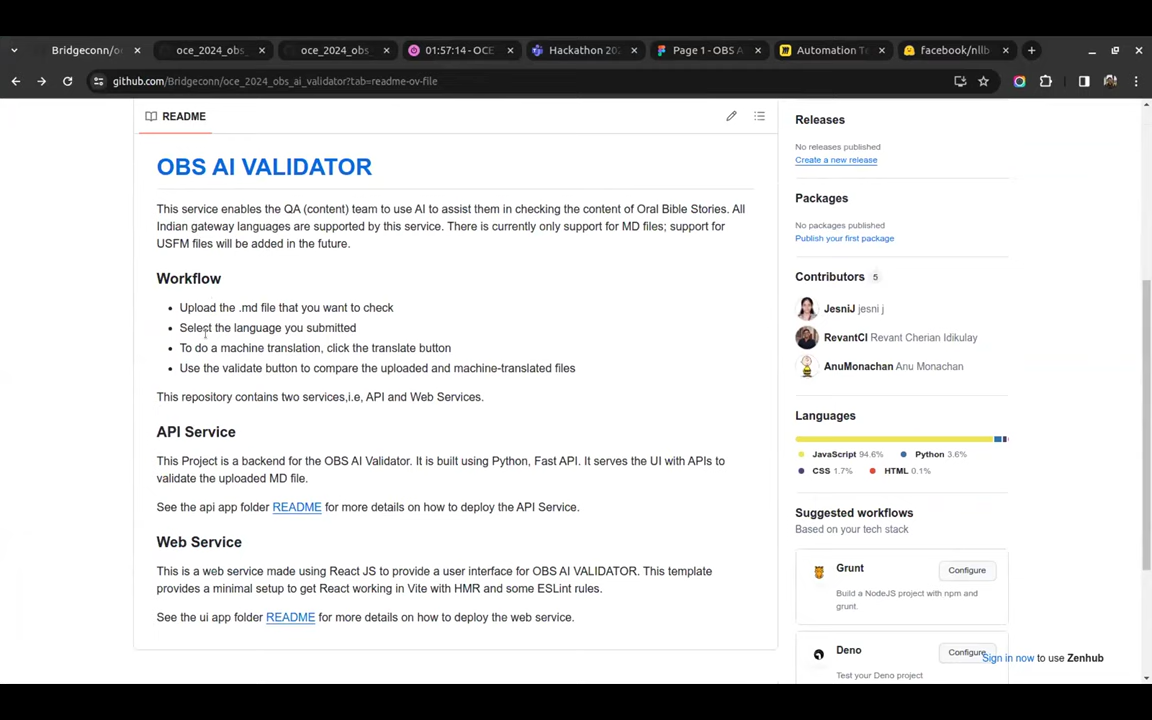 Bridgeconn/o
oce_2024_obs_
oce_2024_obs_
01:57:14 - OCE
Hackathon 202
Page 1 - OBS A
Automation T
facebook/nllb
github.com/Bridgeconn/oce_2024_obs_ai_validator?tab=readme-ov-file
README
OBS AI VALIDATOR
This service enables the QA (content) team to use AI to assist them in checking the content of Oral Bible Stories. All
Indian gateway languages are supported by this service. There is currently only support for MD files; support for
USFM files will be added in the future.
Workflow
• Upload the .md file that you want to check
• Select the language you submitted
• To do a machine translation, click the translate button
• Use the validate button to compare the uploaded and machine-translated files
This repository contains two services,i.e, API and Web Services.
API Service
This Project is a backend for the OBS AI Validator. It is built using Python, Fast API. It serves the UI with APIs to
validate the uploaded MD file.
See the api app folder README for more details on how to deploy the API Service.
Web Service
This is a web service made using React JS to provide a user interface for OBS AI VALIDATOR. This template
provides a minimal setup to get React working in Vite with HMR and some ESLint rules.
See the ui app folder README for more details on how to deploy the web service.
Releases
No releases published
Create a new release
Packages
No packages published
Publish your first package
Contributors 5
JesniJ jesni j
RevantCI Revant Cherian Idikulay
AnuMonachan Anu Monachan
Languages
JavaScript 94.6%
Python 3.6%
CSS 1.7%
HTML 0.1%
Suggested workflows
Based on your tech stack
Grunt
Configure
Build a NodeJS project with npm and
grunt.
Deno
Configure
Sign in now to use Zenhub
Test your Deno project